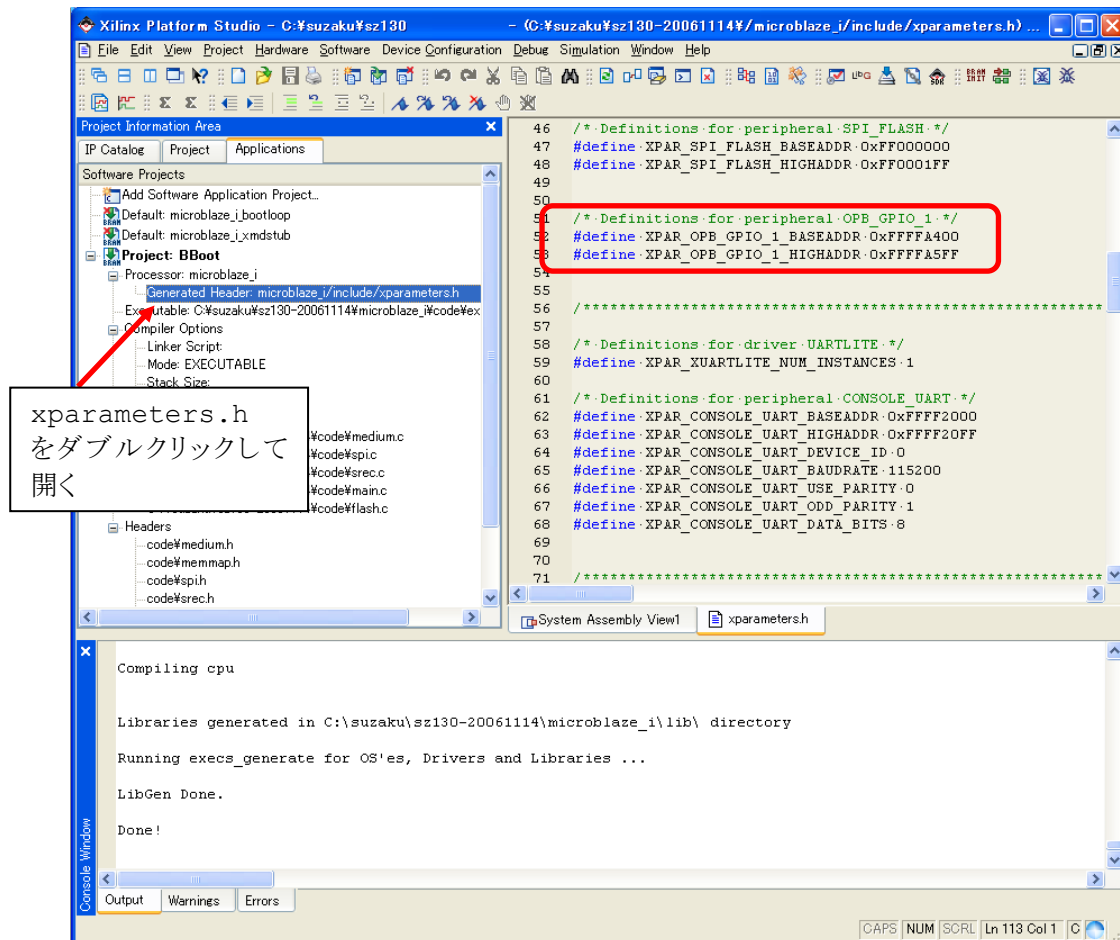 Xilinx Platform Studio - C:¥suzaku¥sz130 - (C:¥suzaku¥sz130-20061114¥/microblaze_i/include/xparameters.h) ...
File Edit View Project Hardware Software Device Configuration Debug Simulation Window Help
Project Information Area
IP Catalog Project Applications
Software Projects
Add Software Application Project...
Default: microblaze_i_bootloop
Default: microblaze_i_xmdstub
Project: BBoot
Processor: microblaze_i
Generated Header: microblaze_i/include/xparameters.h
Executable: C:¥suzaku¥sz130-20061114¥microblaze_i¥code¥ex
Compiler Options
Linker Script:
Mode: EXECUTABLE
Stack Size:
¥code¥medium.c
¥code¥spi.c
¥code¥srec.c
¥code¥main.c
¥code¥flash.c
Headers
code¥medium.h
code¥memmap.h
code¥spi.h
code¥srec.h
xparameters.h
をダブルクリックして
開く
46 /*·Definitions·for·peripheral·SPI_FLASH·*/
47 #define·XPAR_SPI_FLASH_BASEADDR·0xFF000000
48 #define·XPAR_SPI_FLASH_HIGHADDR·0xFF0001FF
49
50
51 /*·Definitions·for·peripheral·OPB_GPIO_1·*/
52 #define·XPAR_OPB_GPIO_1_BASEADDR·0xFFFFA400
53 #define·XPAR_OPB_GPIO_1_HIGHADDR·0xFFFFA5FF
54
55
56 /**********************************************************
57
58 /*·Definitions·for·driver·UARTLITE·*/
59 #define·XPAR_XUARTLITE_NUM_INSTANCES·1
60
61 /*·Definitions·for·peripheral·CONSOLE_UART·*/
62 #define·XPAR_CONSOLE_UART_BASEADDR·0xFFFF2000
63 #define·XPAR_CONSOLE_UART_HIGHADDR·0xFFFF20FF
64 #define·XPAR_CONSOLE_UART_DEVICE_ID·0
65 #define·XPAR_CONSOLE_UART_BAUDRATE·115200
66 #define·XPAR_CONSOLE_UART_USE_PARITY·0
67 #define·XPAR_CONSOLE_UART_ODD_PARITY·1
68 #define·XPAR_CONSOLE_UART_DATA_BITS·8
69
70
71 /**********************************************************
System Assembly View1 xparameters.h
Compiling cpu
Libraries generated in C:\suzaku\sz130-20061114\microblaze_i\lib\ directory
Running execs_generate for OS'es, Drivers and Libraries ...
LibGen Done.
Done!
Console Window
Output Warnings Errors
CAPS NUM SCRL Ln 113 Col 1 C